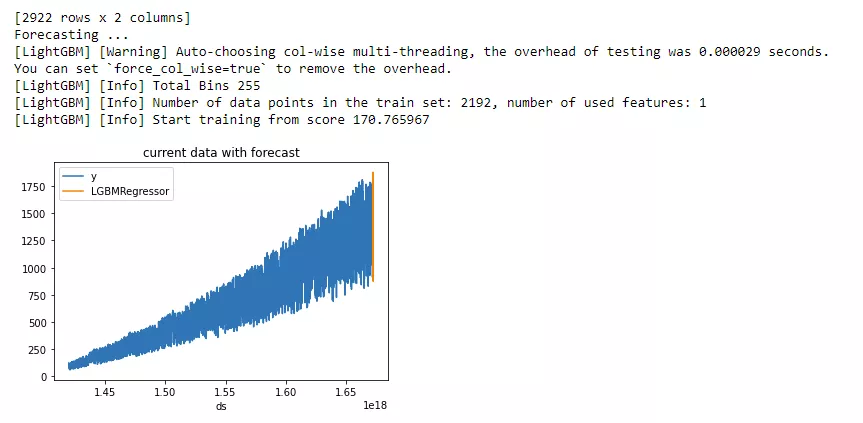 [2922 rows x 2 columns]
Forecasting ...
[LightGBM] [Warning] Auto-choosing col-wise multi-threading, the overhead of testing was 0.000029 seconds.
You can set `force_col_wise=true` to remove the overhead.
[LightGBM] [Info] Total Bins 255
[LightGBM] [Info] Number of data points in the train set: 2192, number of used features: 1
[LightGBM] [Info] Start training from score 170.765967
current data with forecast
y
LGBMRegressor
1750
1500
1250
1000
750
500
250
0
1.45 1.50 1.55 1.60 1.65
ds 1e18